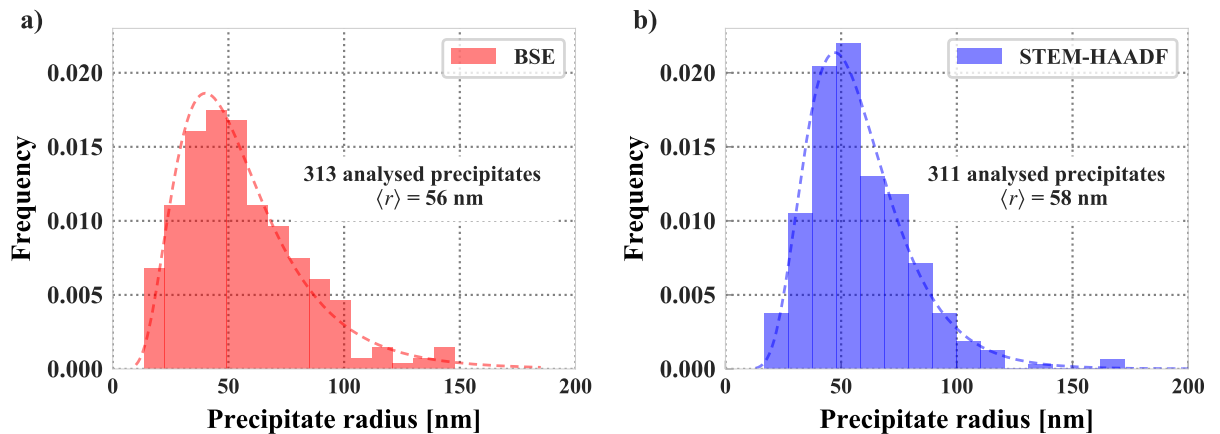 a)
BSE
313 analysed precipitates
⟨r⟩ = 56 nm
Frequency
0.020
0.015
0.010
0.005
0.000
0 50 100 150 200
Precipitate radius [nm]
b)
STEM-HAADF
311 analysed precipitates
⟨r⟩ = 58 nm
Frequency
0.020
0.015
0.010
0.005
0.000
0 50 100 150 200
Precipitate radius [nm]